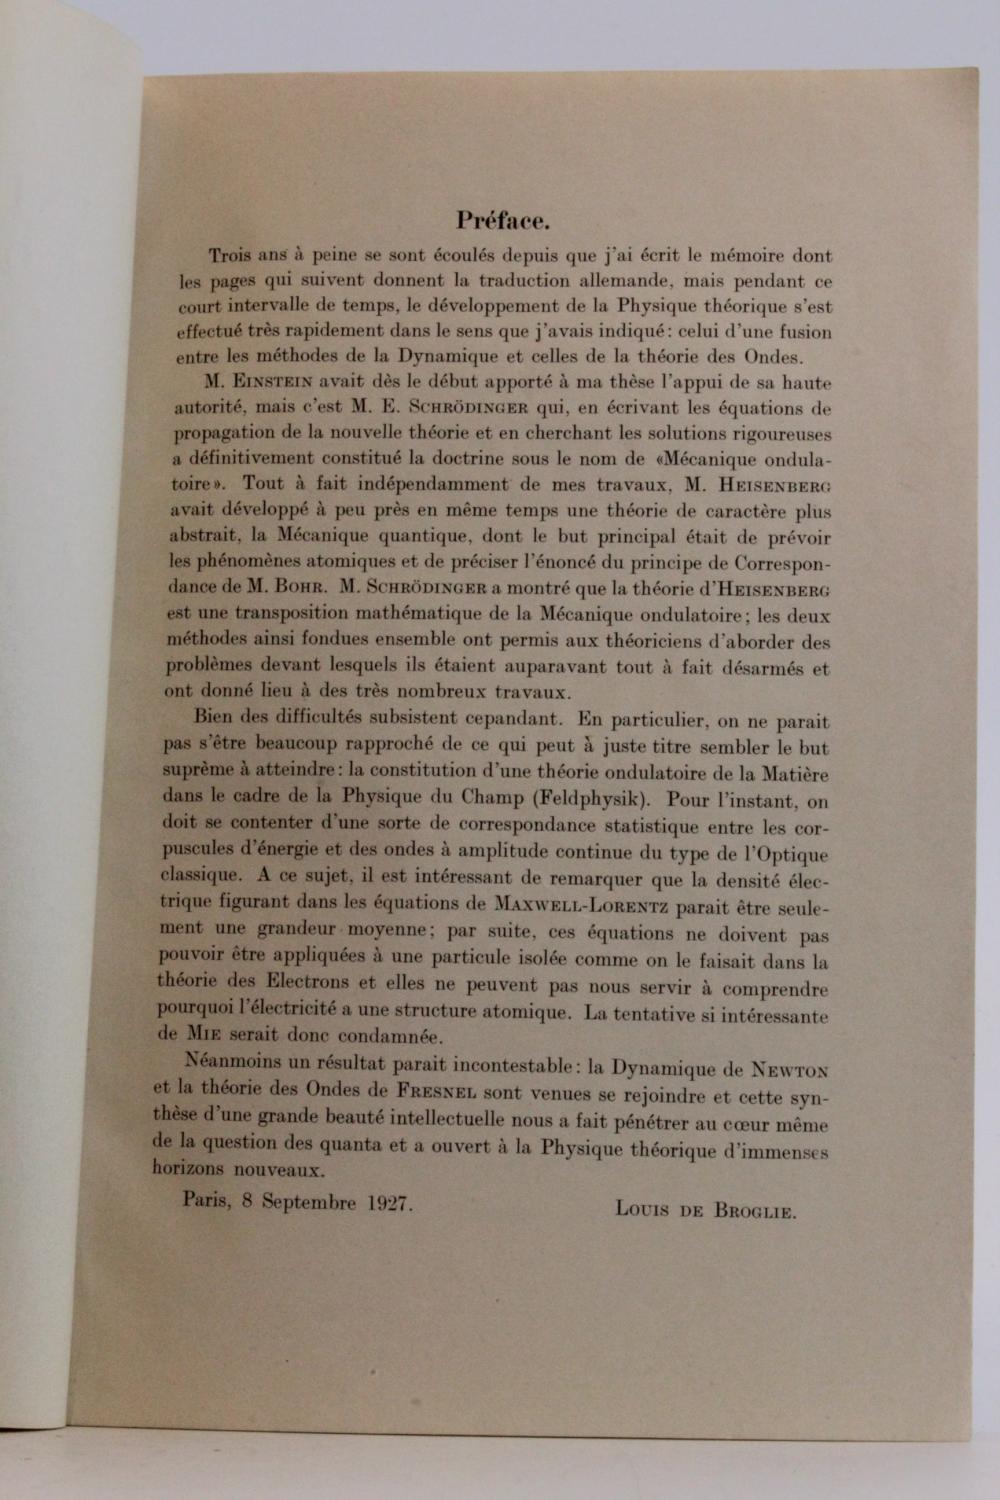 Préface.
Trois ans à peine se sont écoulés depuis que j'ai écrit le mémoire dont
les pages qui suivent donnent la traduction allemande, mais pendant ce
court intervalle de temps, le développement de la Physique théorique s'est
effectué très rapidement dans le sens que j'avais indiqué: celui d'une fusion
entre les méthodes de la Dynamique et celles de la théorie des Ondes.
M. EINSTEIN avait dès le début apporté à ma thèse l'appui de sa haute
autorité, mais c'est M. E. SCHRÖDINGER qui, en écrivant les équations de
propagation de la nouvelle théorie et en cherchant les solutions rigoureuses
a définitivement constitué la doctrine sous le nom de «Mécanique ondula-
toire». Tout à fait indépendamment de mes travaux, M. HEISENBERG
avait développé à peu près en même temps une théorie de caractère plus
abstrait, la Mécanique quantique, dont le but principal était de prévoir
les phénomènes atomiques et de préciser l'énoncé du principe de Correspon-
dance de M. BOHR. M. SCHRÖDINGER a montré que la théorie d'HEISENBERG
est une transposition mathématique de la Mécanique ondulatoire; les deux
méthodes ainsi fondues ensemble ont permis aux théoriciens d'aborder des
problèmes devant lesquels ils étaient auparavant tout à fait désarmés et
ont donné lieu à des très nombreux travaux.
Bien des difficultés subsistent cepandant. En particulier, on ne parait
pas s'être beaucoup rapproché de ce qui peut à juste titre sembler le but
suprème à atteindre: la constitution d'une théorie ondulatoire de la Matière
dans le cadre de la Physique du Champ (Feldphysik). Pour l'instant, on
doit se contenter d'une sorte de correspondance statistique entre les cor-
puscules d'énergie et des ondes à amplitude continue du type de l'Optique
classique. A ce sujet, il est intéressant de remarquer que la densité élec-
trique figurant dans les équations de MAXWELL-LORENTZ parait être seule-
ment une grandeur moyenne; par suite, ces équations ne doivent pas
pouvoir être appliquées à une particule isolée comme on le faisait dans la
théorie des Electrons et elles ne peuvent pas nous servir à comprendre
pourquoi l'électricité a une structure atomique. La tentative si intéressante
de MIE serait donc condamnée.
Néanmoins un résultat parait incontestable: la Dynamique de NEWTON
et la théorie des Ondes de FRESNEL sont venues se rejoindre et cette syn-
thèse d'une grande beauté intellectuelle nous a fait pénétrer au cœur même
de la question des quanta et a ouvert à la Physique théorique d'immenses
horizons nouveaux.
Paris, 8 Septembre 1927.
LOUIS DE BROGLIE.